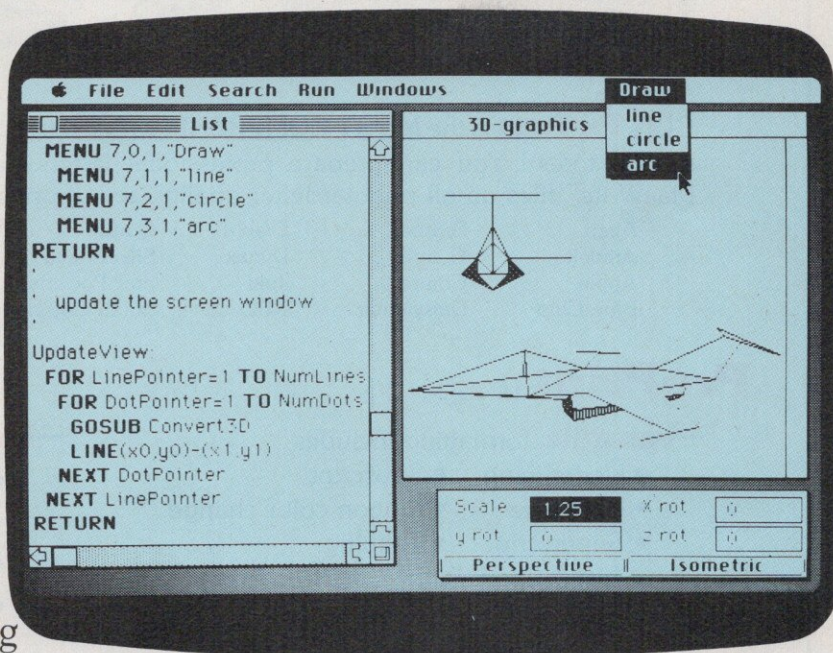 File Edit Search Run Windows Draw
line
circle
arc
List
MENU 7,0,1,"Draw"
MENU 7,1,1,"line"
MENU 7,2,1,"circle"
MENU 7,3,1,"arc"
RETURN
'
' update the screen window
'
UpdateView:
FOR LinePointer=1 TO NumLines
FOR DotPointer=1 TO NumDots
GOSUB Convert3D
LINE(x0,y0)-(x1,y1)
NEXT DotPointer
NEXT LinePointer
RETURN
3D-graphics
Scale 1.25 X rot 0
y rot 0 z rot 0
Perspective Isometric
g